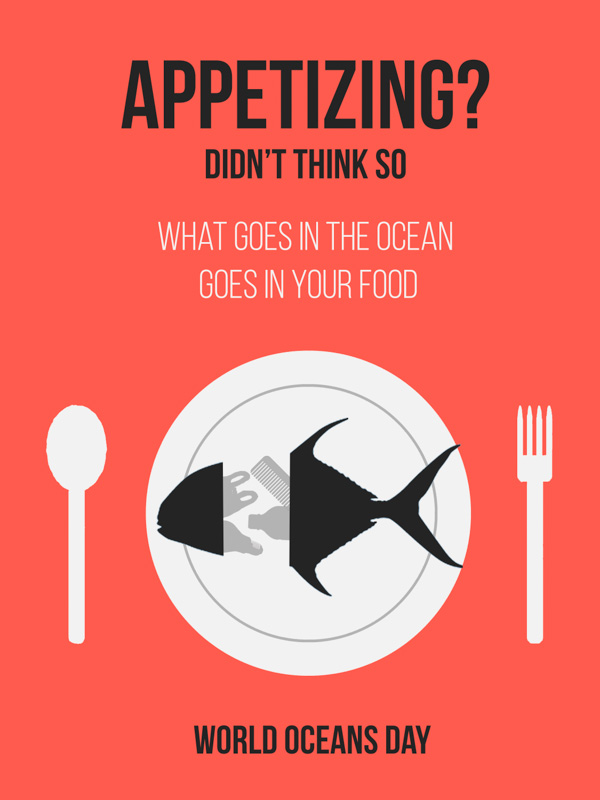 APPETIZING?
DIDN'T THINK SO
WHAT GOES IN THE OCEAN
GOES IN YOUR FOOD
WORLD OCEANS DAY